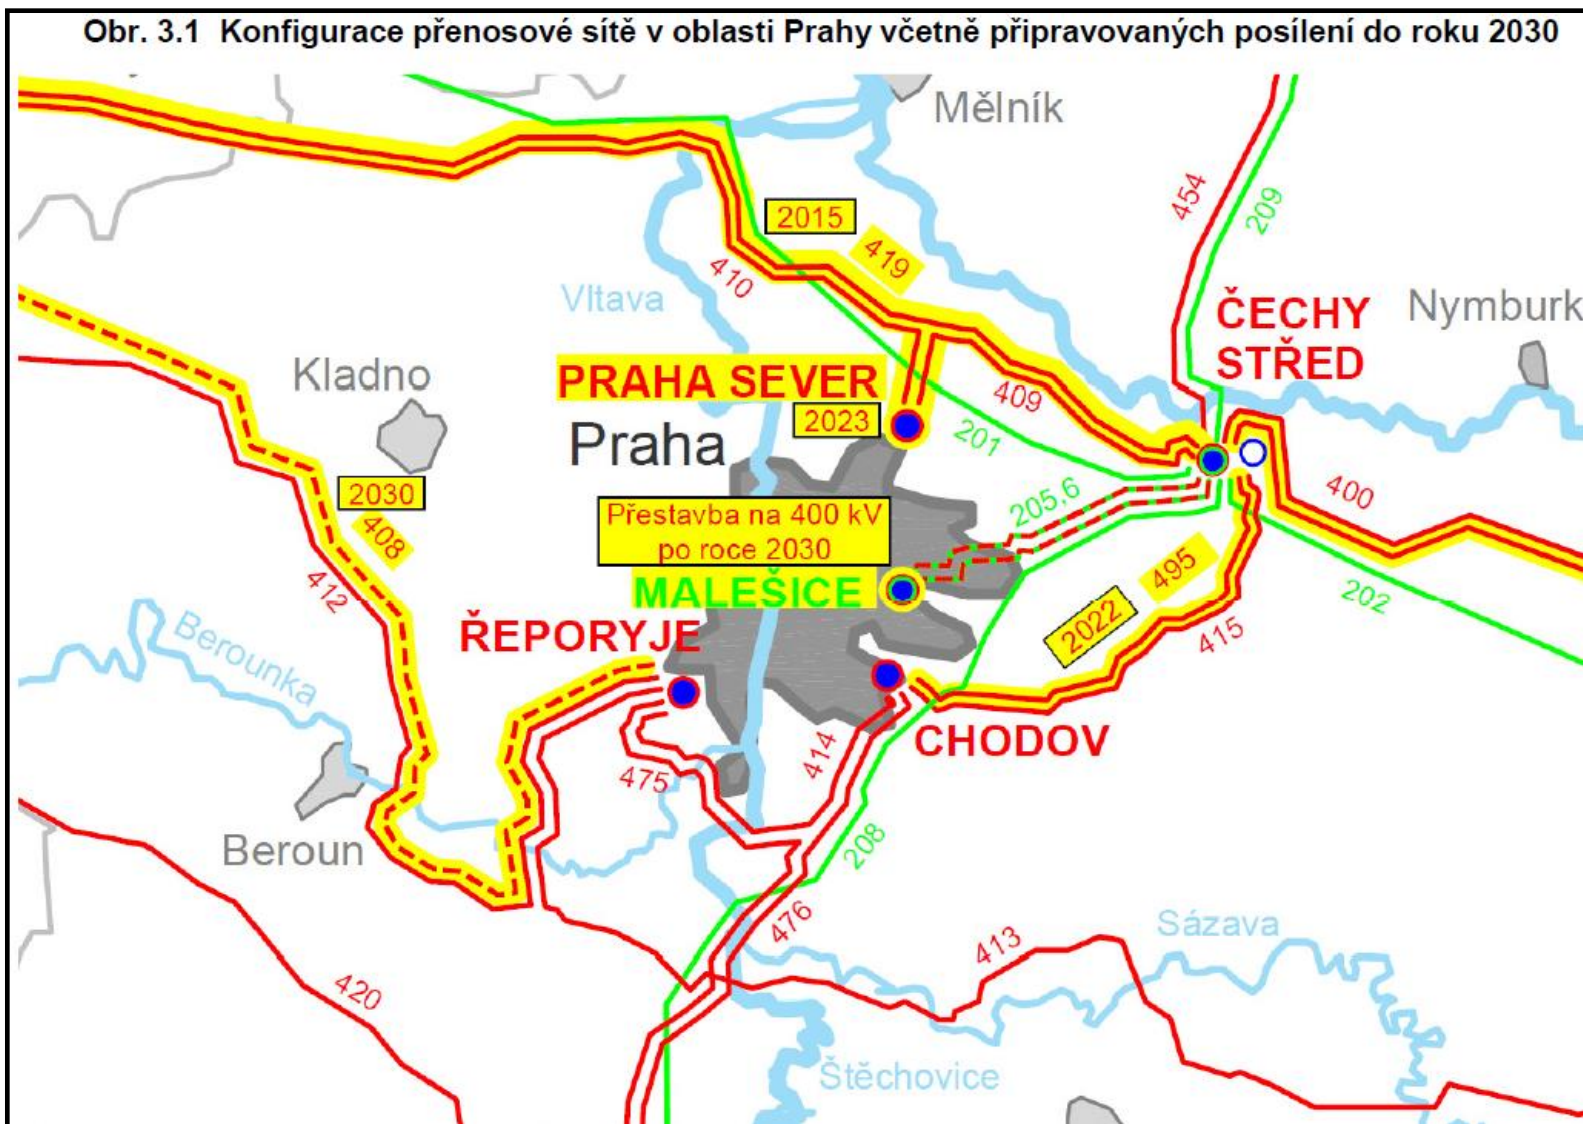 Obr. 3.1 Konfigurace přenosové sítě v oblasti Prahy včetně připravovaných posílení do roku 2030
Mělník
454
209
2015
419
410
Vltava
ČECHY
STŘED
Nymburk
Kladno
PRAHA SEVER
2023
409
201
Praha
2030
408
Přestavba na 400 kV
po roce 2030
205,6
400
412
MALEŠICE
495
202
2022
415
Berounka
ŘEPORYJE
CHODOV
414
475
Beroun
208
476
413
Sázava
420
Štěchovice